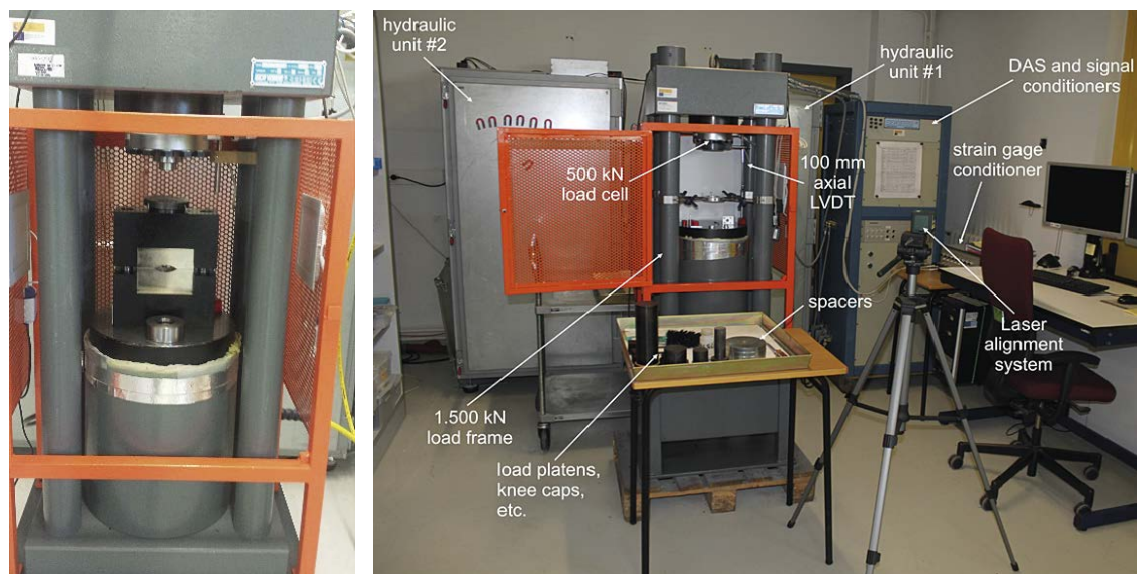 hydraulic
unit #2
hydraulic
unit #1
DAS and signal
conditioners
500 kN
load cell
100 mm
axial
LVDT
strain gage
conditioner
spacers
Laser
alignment
system
1.500 kN
load frame
load platens,
knee caps,
etc.